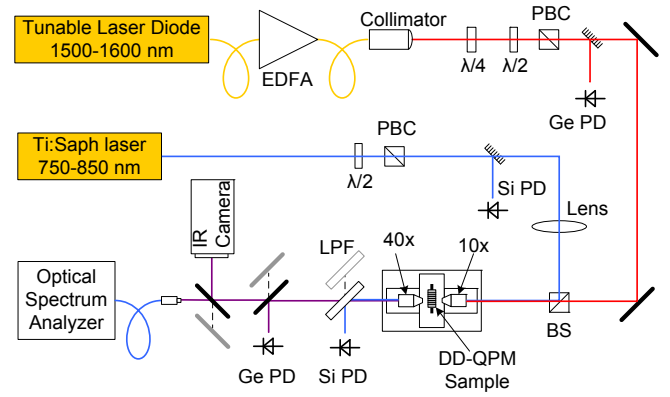 Tunable Laser Diode
1500-1600 nm
EDFA
Collimator
λ/4
λ/2
PBC
Ge PD
Ti:Saph laser
750-850 nm
λ/2
PBC
Si PD
Lens
IR
Camera
LPF
40x
10x
BS
Optical
Spectrum
Analyzer
Ge PD
Si PD
DD-QPM
Sample